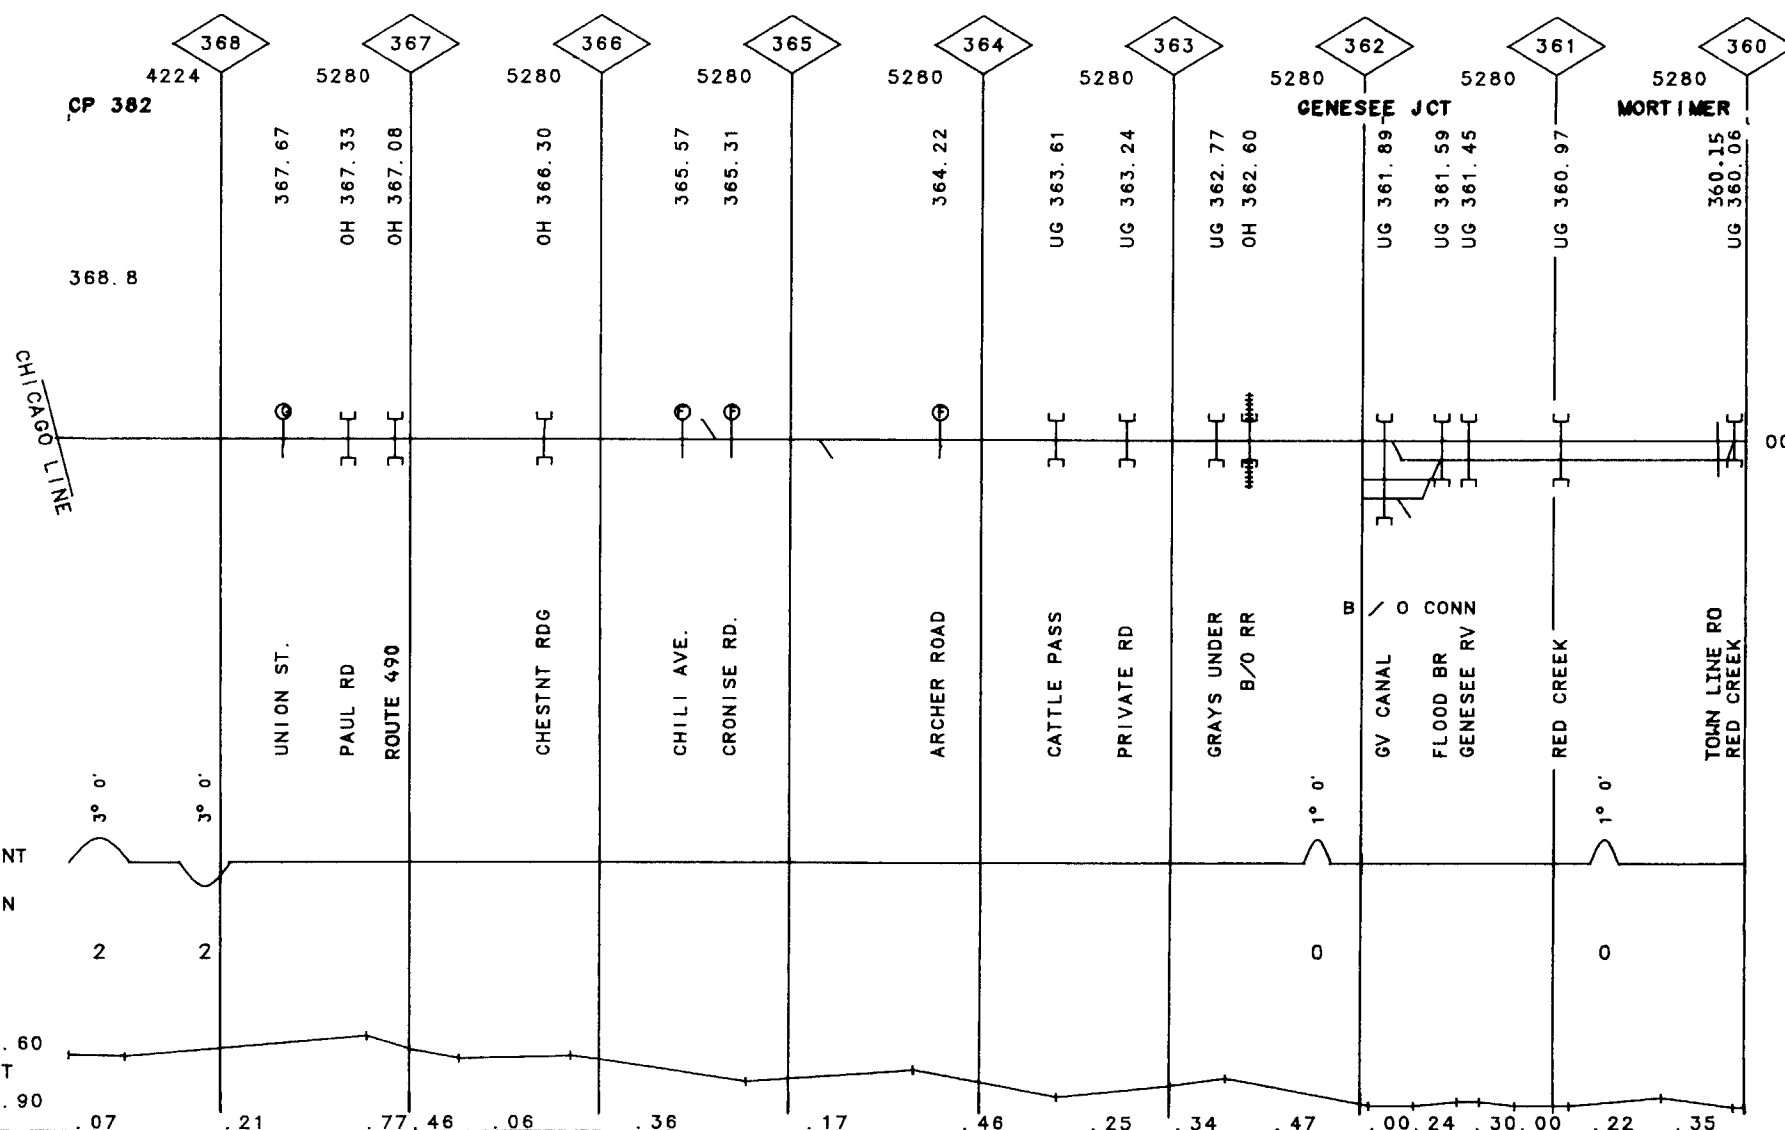 368 367 366 365 364 363 362 361 360
4224 5280 5280 5280 5280 5280 5280 5280 5280
CP 382 GENESEE JCT MORTIMER
367.67
OH 367.33
OH 367.08
OH 366.30
365.57
365.31
364.22
UG 363.61
UG 363.24
UG 362.77
OH 362.60
UG 361.89
UG 361.59
UG 361.45
UG 360.97
360.15
UG 360.06
368.8
CHICAGO LINE
G F F F
00
B / O CONN
UNION ST.
PAUL RD
ROUTE 490
CHESTNT RDG
CHILI AVE.
CRONISE RD.
ARCHER ROAD
CATTLE PASS
PRIVATE RD
GRAYS UNDER
B/O RR
GV CANAL
FLOOD BR
GENESEE RV
RED CREEK
TOWN LINE RO
RED CREEK
3° 0'
3° 0'
1° 0'
1° 0'
NT
N
2 2 0 0
.60
T
.90
.07 .21 .77 .46 .06 .36 .17 .46 .25 .34 .47 .00 .24 .30 .00 .22 .35